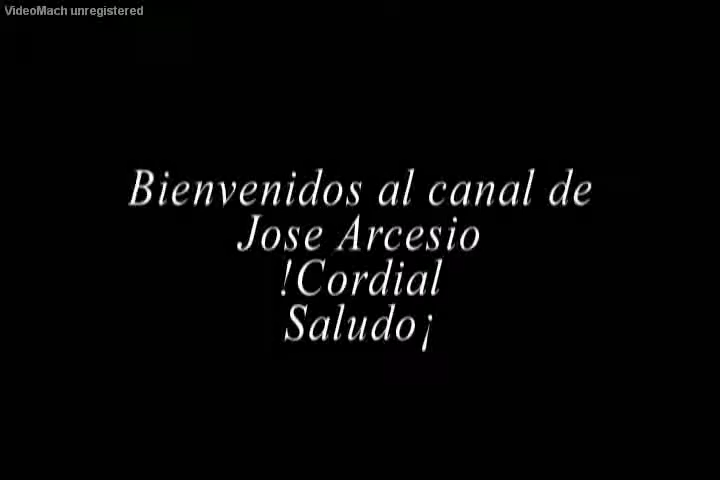 VideoMach unregistered
Bienvenidos al canal de
Jose Arcesio
!Cordial
Saludo¡